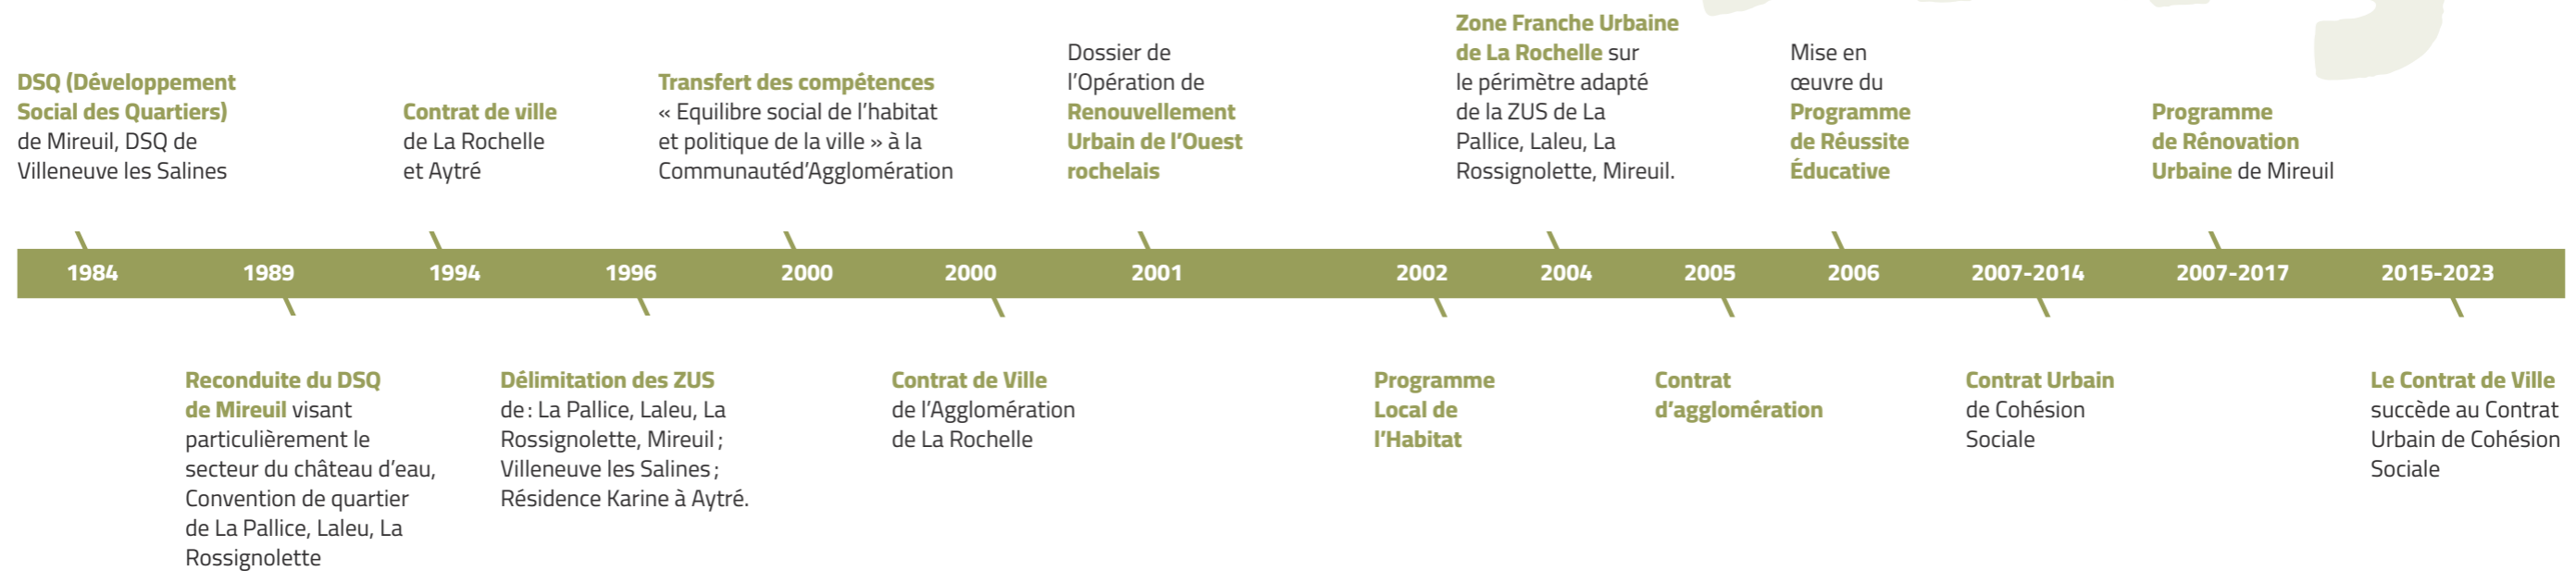 DSQ (Développement
Social des Quartiers)
de Mireuil, DSQ de
Villeneuve les Salines
Contrat de ville
de La Rochelle
et Aytré
Transfert des compétences
« Equilibre social de l'habitat
et politique de la ville » à la
Communautéd'Agglomération
Dossier de
l'Opération de
Renouvellement
Urbain de l'Ouest
rochelais
Zone Franche Urbaine
de La Rochelle sur
le périmètre adapté
de la ZUS de La
Pallice, Laleu, La
Rossignolette, Mireuil.
Mise en
œuvre du
Programme
de Réussite
Éducative
Programme
de Rénovation
Urbaine de Mireuil
1984 1989 1994 1996 2000 2000 2001 2002 2004 2005 2006 2007-2014 2007-2017 2015-2023
Reconduite du DSQ
de Mireuil visant
particulièrement le
secteur du château d'eau,
Convention de quartier
de La Pallice, Laleu, La
Rossignolette
Délimitation des ZUS
de : La Pallice, Laleu, La
Rossignolette, Mireuil ;
Villeneuve les Salines ;
Résidence Karine à Aytré.
Contrat de Ville
de l'Agglomération
de La Rochelle
Programme
Local de
l'Habitat
Contrat
d'agglomération
Contrat Urbain
de Cohésion
Sociale
Le Contrat de Ville
succède au Contrat
Urbain de Cohésion
Sociale